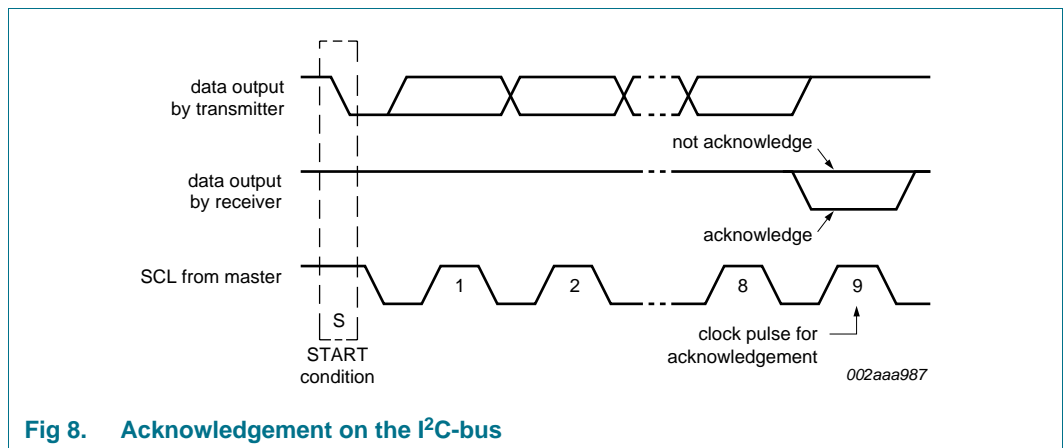 data output
by transmitter
not acknowledge
data output
by receiver
acknowledge
SCL from master
1
2
8
9
S
START
condition
clock pulse for
acknowledgement
002aaa987
Fig 8. Acknowledgement on the I²C-bus